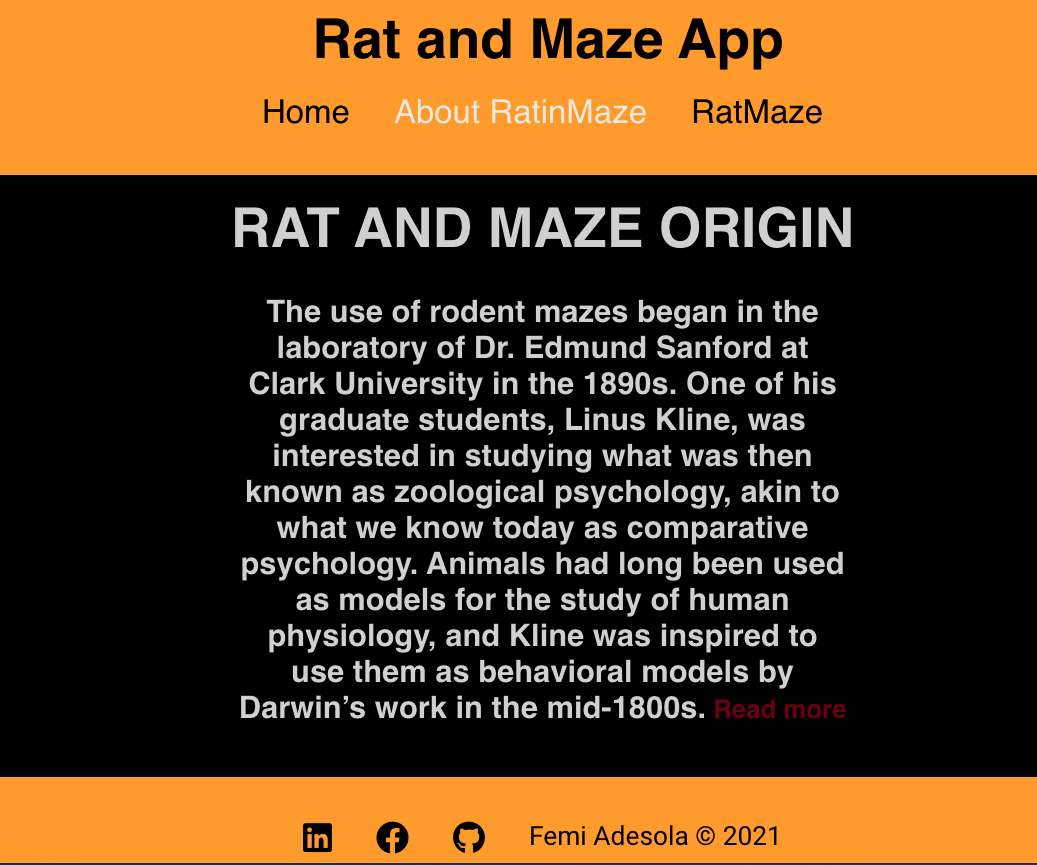 Rat and Maze App
Home About RatinMaze RatMaze
RAT AND MAZE ORIGIN
The use of rodent mazes began in the
laboratory of Dr. Edmund Sanford at
Clark University in the 1890s. One of his
graduate students, Linus Kline, was
interested in studying what was then
known as zoological psychology, akin to
what we know today as comparative
psychology. Animals had long been used
as models for the study of human
physiology, and Kline was inspired to
use them as behavioral models by
Darwin’s work in the mid-1800s. Read more
in Femi Adesola © 2021